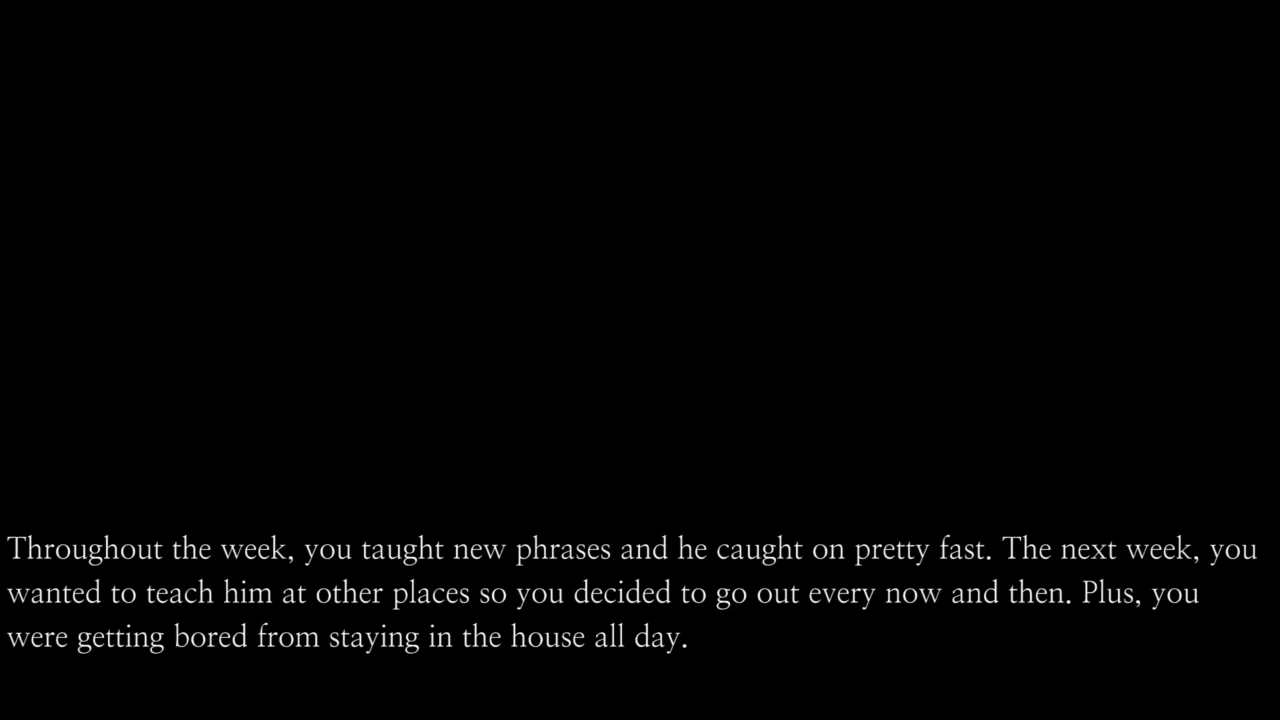 Throughout the week, you taught new phrases and he caught on pretty fast. The next week, you
wanted to teach him at other places so you decided to go out every now and then. Plus, you
were getting bored from staying in the house all day.